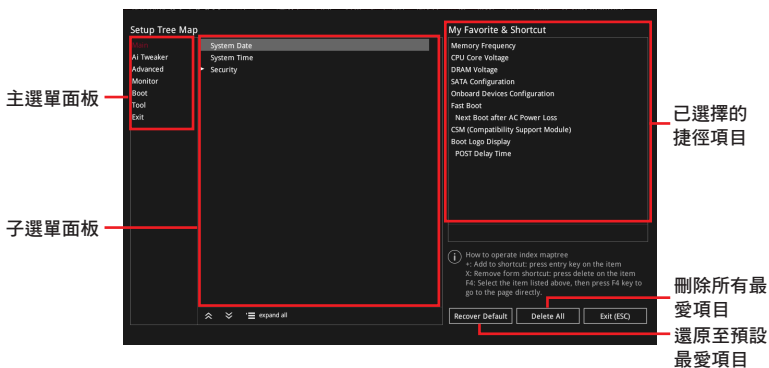 Setup Tree Map
Main
Ai Tweaker
Advanced
Monitor
Boot
Tool
Exit
System Date
System Time
Security
expand all
My Favorite & Shortcut
Memory Frequency
CPU Core Voltage
DRAM Voltage
SATA Configuration
Onboard Devices Configuration
Fast Boot
Next Boot after AC Power Loss
CSM (Compatibility Support Module)
Boot Logo Display
POST Delay Time
How to operate index maptree
+: Add to shortcut: press entry key on the item
X: Remove form shortcut: press delete on the item
F4: Select the item listed above, then press F4 key to
go to the page directly.
Recover Default
Delete All
Exit (ESC)
主選單面板
子選單面板
已選擇的
捷徑項目
刪除所有最
愛項目
還原至預設
最愛項目